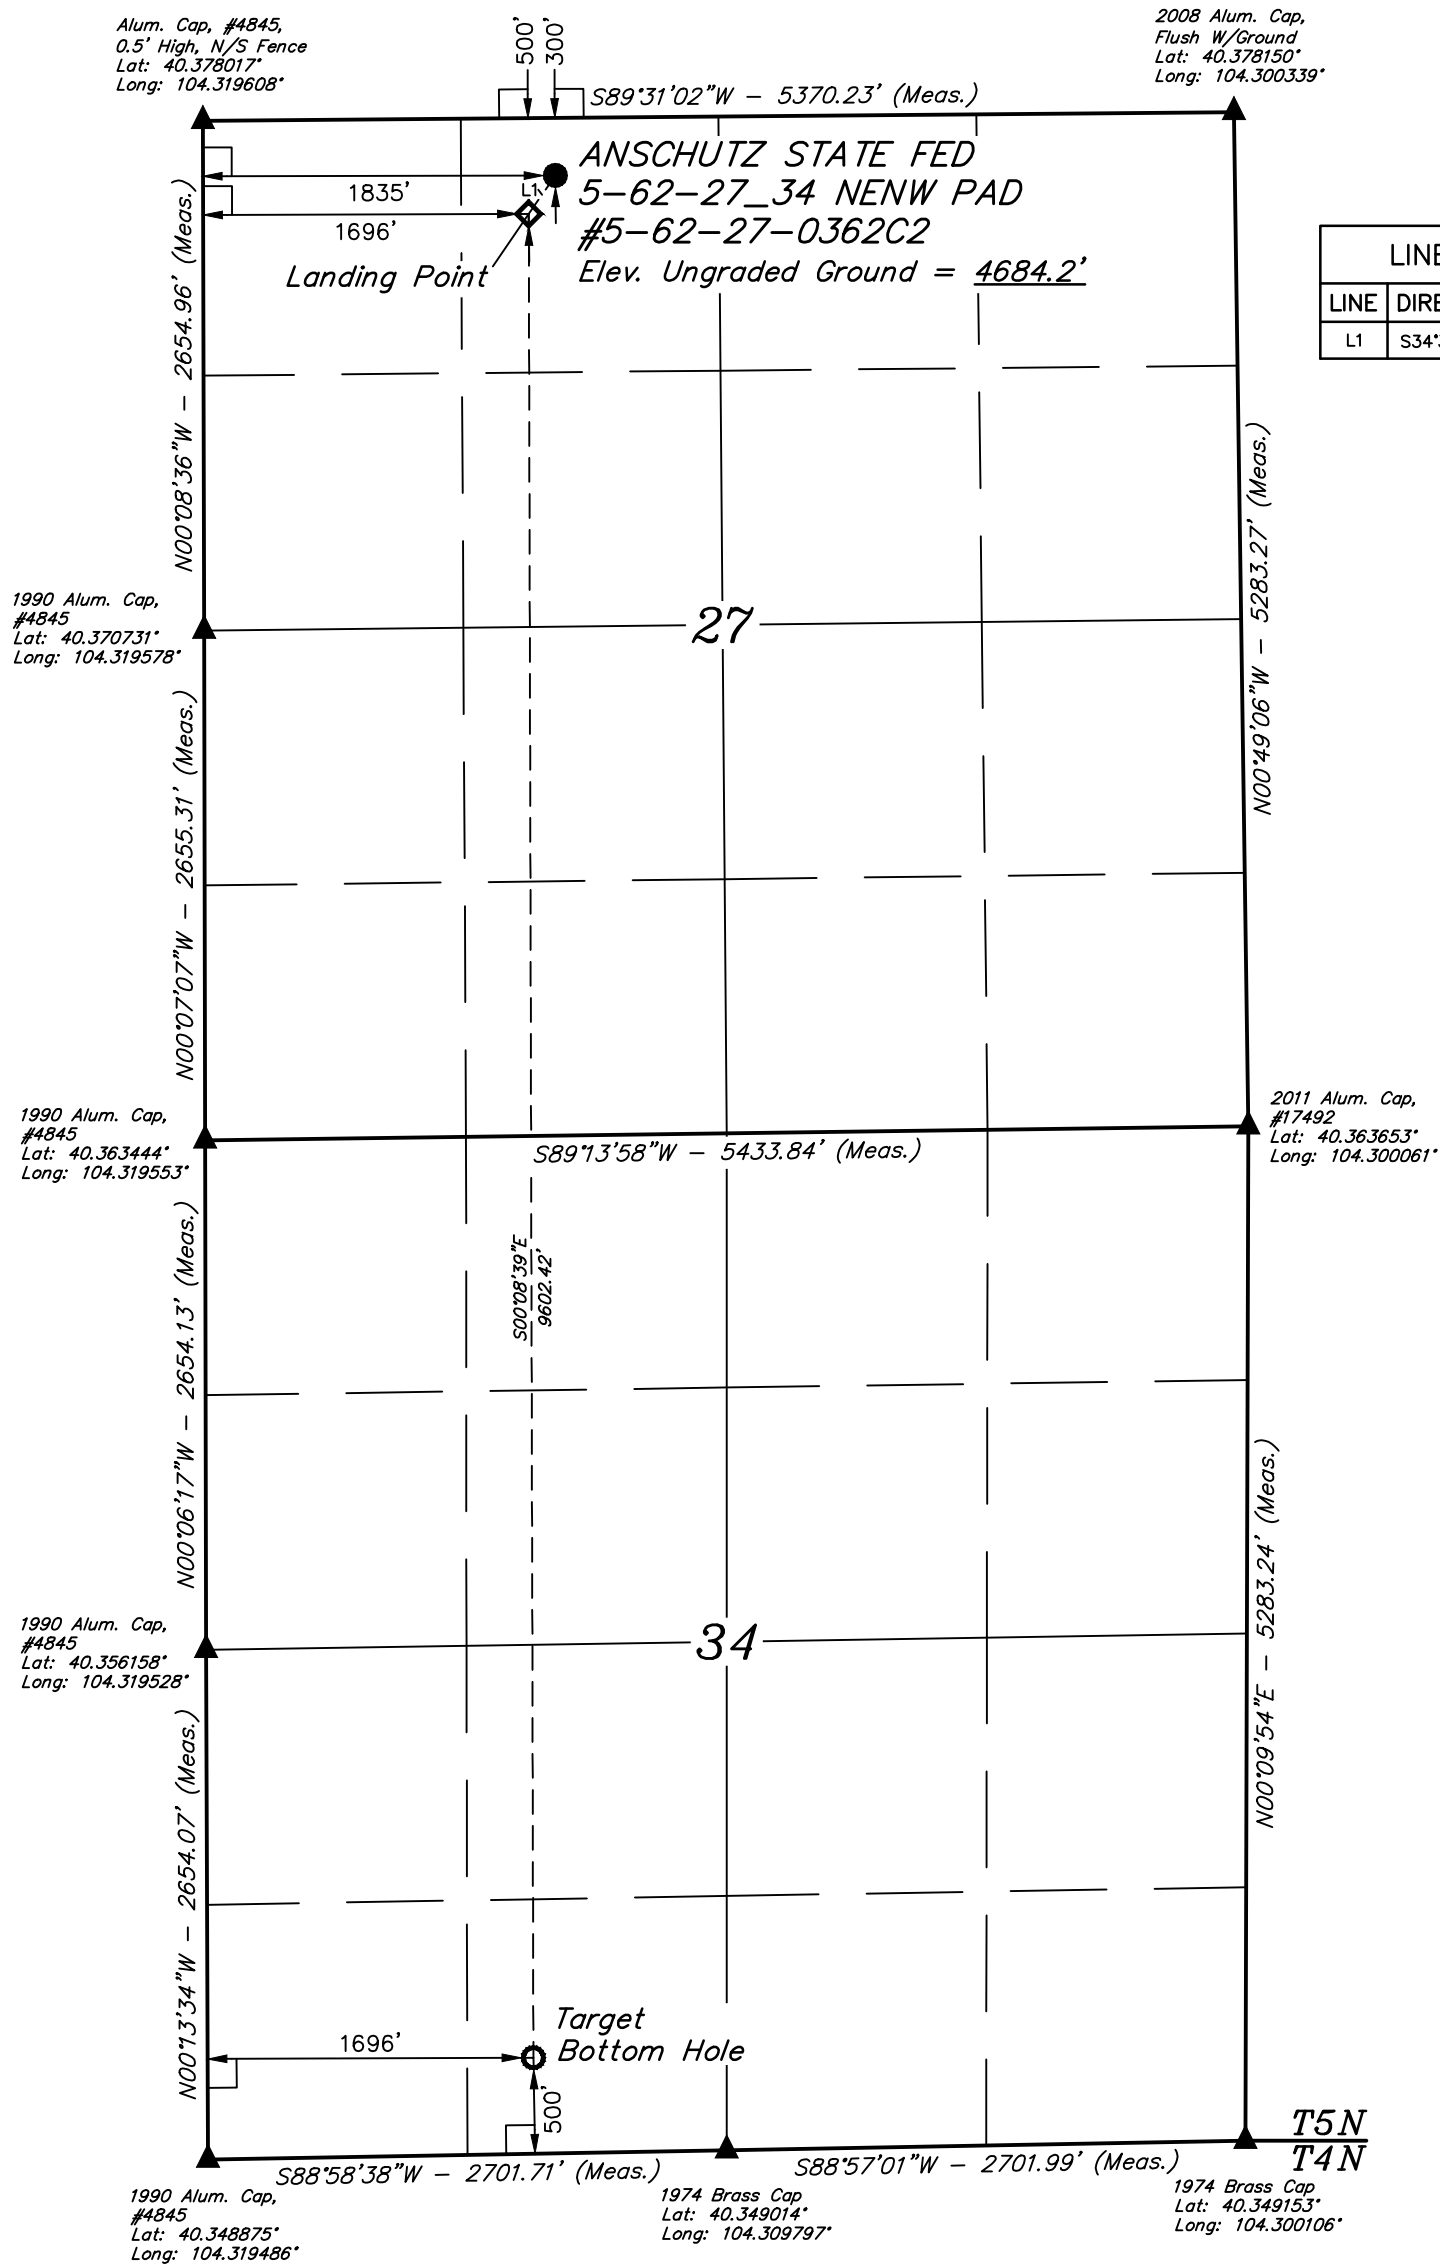 Alum. Cap, #4845,
0.5' High, N/S Fence
Lat: 40.378017°
Long: 104.319608°
500'
300'
2008 Alum. Cap,
Flush W/Ground
Lat: 40.378150°
Long: 104.300339°
S89°31'02"W - 5370.23' (Meas.)
ANSCHUTZ STATE FED
5-62-27_34 NENW PAD
#5-62-27-0362C2
Elev. Ungraded Ground = 4684.2'
1835'
L1
1696'
Landing Point
LINE
LINE
L1
N00°08'36"W - 2654.96' (Meas.)
N00°49'06"W - 5283.27' (Meas.)
1990 Alum. Cap,
#4845
Lat: 40.370731°
Long: 104.319578°
27
N00°07'07"W - 2655.31' (Meas.)
1990 Alum. Cap,
#4845
Lat: 40.363444°
Long: 104.319553°
S89°13'58"W - 5433.84' (Meas.)
2011 Alum. Cap,
#17492
Lat: 40.363653°
Long: 104.300061°
S00°08'39"E
9602.42'
N00°06'17"W - 2654.13' (Meas.)
N00°09'54"E - 5283.24' (Meas.)
1990 Alum. Cap,
#4845
Lat: 40.356158°
Long: 104.319528°
34
N00°13'34"W - 2654.07' (Meas.)
Target
Bottom Hole
1696'
500'
T5N
T4N
S88°58'38"W - 2701.71' (Meas.)
S88°57'01"W - 2701.99' (Meas.)
1990 Alum. Cap,
#4845
Lat: 40.348875°
Long: 104.319486°
1974 Brass Cap
Lat: 40.349014°
Long: 104.309797°
1974 Brass Cap
Lat: 40.349153°
Long: 104.300106°